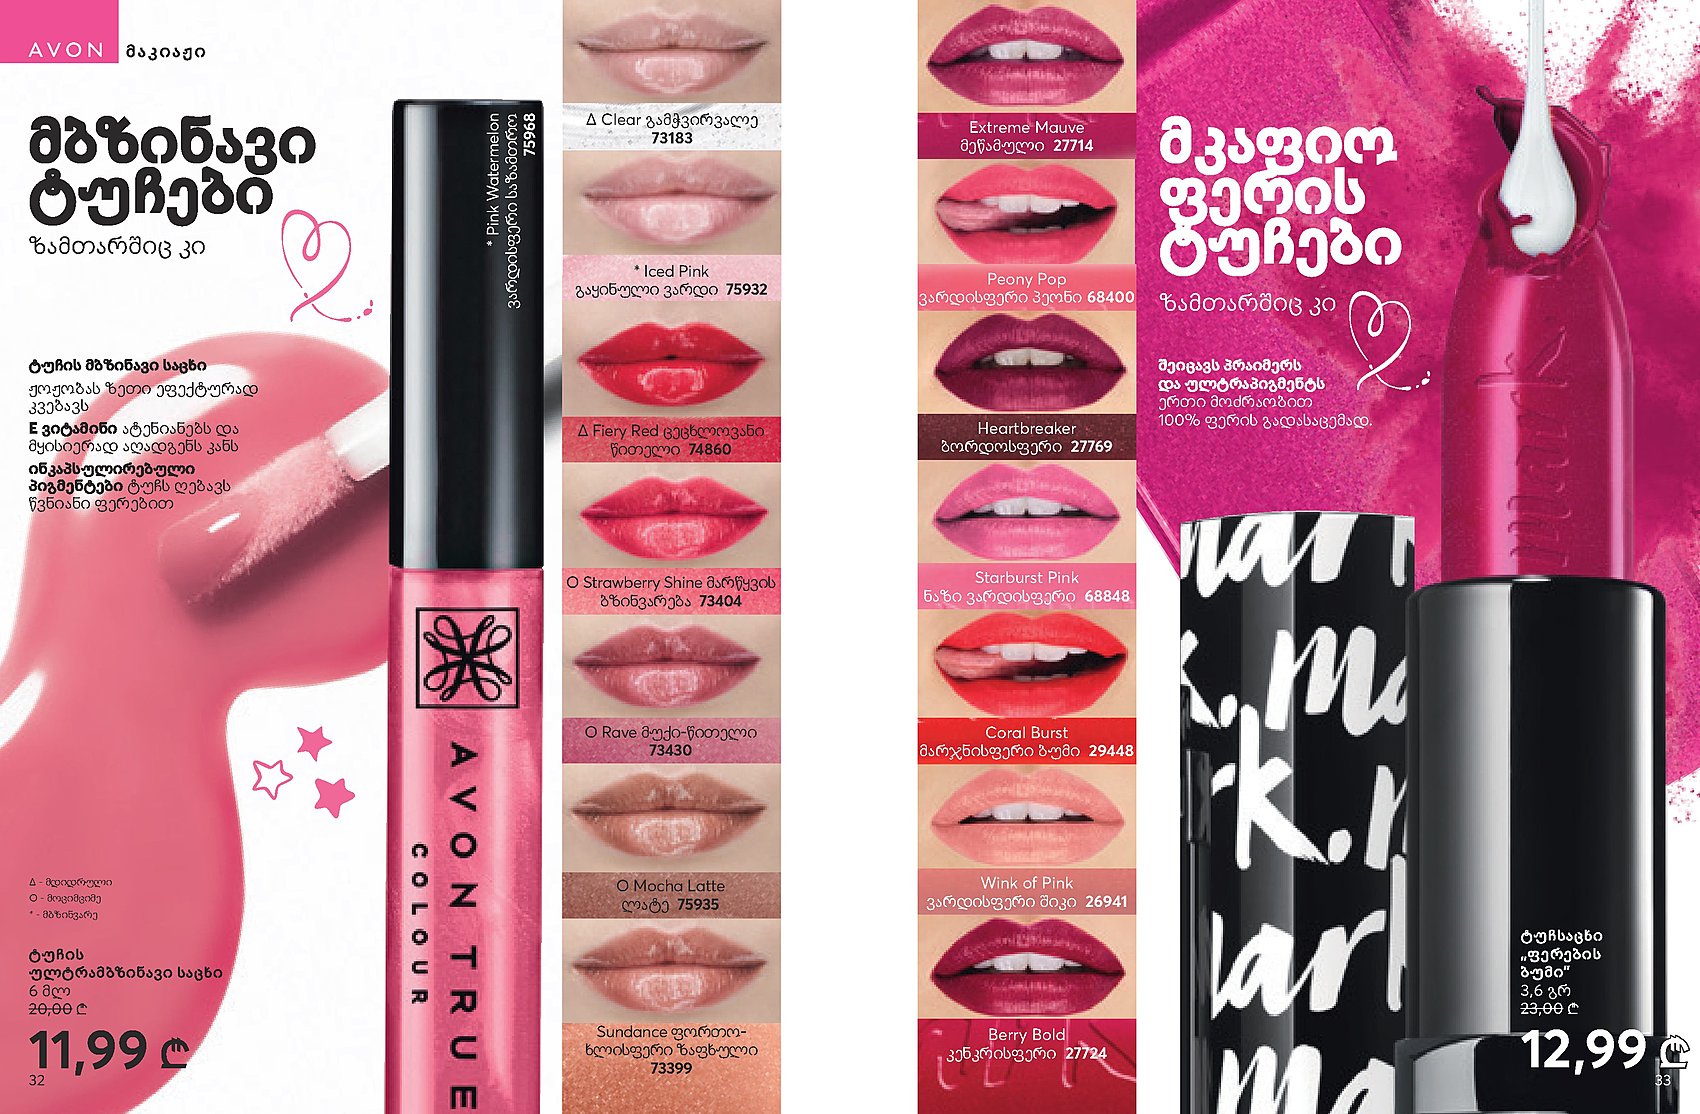 AVON მაკიაჟი
მბზინავი
ტუჩები
ზამთარშიც კი
ტუჩის მბზინავი საცხი
ჟოჟობას ზეთი ეფექტურად
კვებავს
E ვიტამინი ატენიანებს და
მყისიერად აღადგენს კანს
ინკაპსულირებული
პიგმენტები ტუჩს ღებავს
წვნიანი ფერებით
Δ - მდიდრული
O - მოციმციმე
* - მბზინვარე
ტუჩის
ულტრამბზინავი საცხი
6 მლ
20,00 ₾
11,99 ₾
32
* Pink Watermelon
ვარდისფერი საზამთრო
75968
AVON TRUE
COLOUR
Δ Clear გამჭვირვალე
73183
* Iced Pink
გაყინული ვარდი 75932
Δ Fiery Red ცეცხლოვანი
წითელი 74860
O Strawberry Shine მარწყვის
ბზინვარება 73404
O Rave მუქი-წითელი
73430
O Mocha Latte
ლატე 75935
Sundance ფორთო-
ხლისფერი ზაფხული
73399
Extreme Mauve
მეწამული 27714
Peony Pop
ვარდისფერი პეონი 68400
Heartbreaker
ბორდოსფერი 27769
Starburst Pink
ნაზი ვარდისფერი 68848
Coral Burst
მარჯნისფერი ბუმი 29448
Wink of Pink
ვარდისფერი შიკი 26941
Berry Bold
კენკრისფერი 27724
მკაფიო
ფერის
ტუჩები
ზამთარშიც კი
შეიცავს პრაიმერს
და ულტრაპიგმენტს
ერთი მოძრაობით
100% ფერის გადასაცემად.
mark.
ტუჩსაცხი
„ფერების
ბუმი“
3,6 გრ
23,00 ₾
12,99 ₾
33